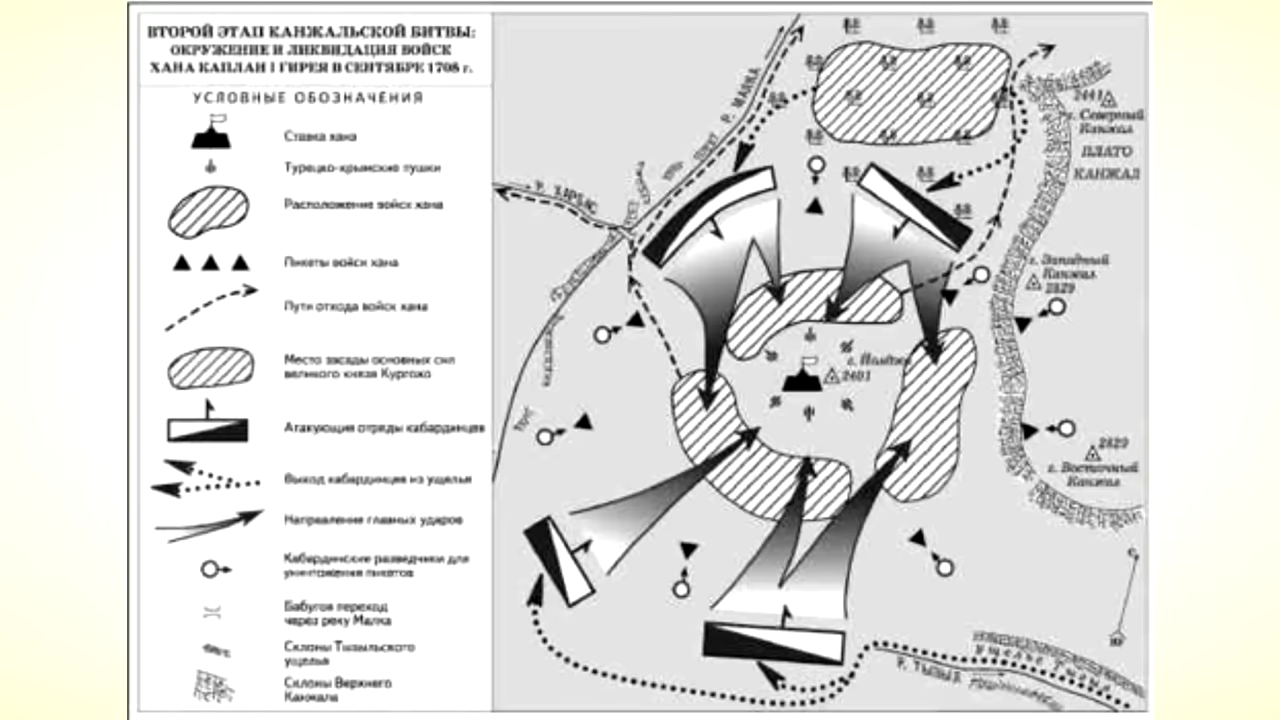 ВТОРОЙ ЭТАП КАНЖАЛЬСКОЙ БИТВЫ:
ОКРУЖЕНИЕ И ЛИКВИДАЦИЯ ВОЙСК
ХАНА КАПЛАН I ГИРЕЯ В СЕНТЯБРЕ 1708 г.
УСЛОВНЫЕ ОБОЗНАЧЕНИЯ
Ставка хана
Турецко-крымские пушки
Расположение войск хана
Пикеты войск хана
Пути отхода войск хана
Место засады основных сил
великого князя Кургоко
Атакующие отряды кабардинцев
Выход кабардинцев из ущелья
Направление главных ударов
Кабардинские разведчики для
уничтожения пикетов
Бабугов переход
через реку Малка
Склоны Тызыльского
ущелья
Склоны Верхнего
Канжала
Р. МАЛКА
2441
г. Северный
Канжал
ПЛАТО
КАНЖАЛ
г. Западный
Канжал
2829
2401
2829
г. Восточный
Канжал
С
Ю
Р. ТЫЗЫЛ